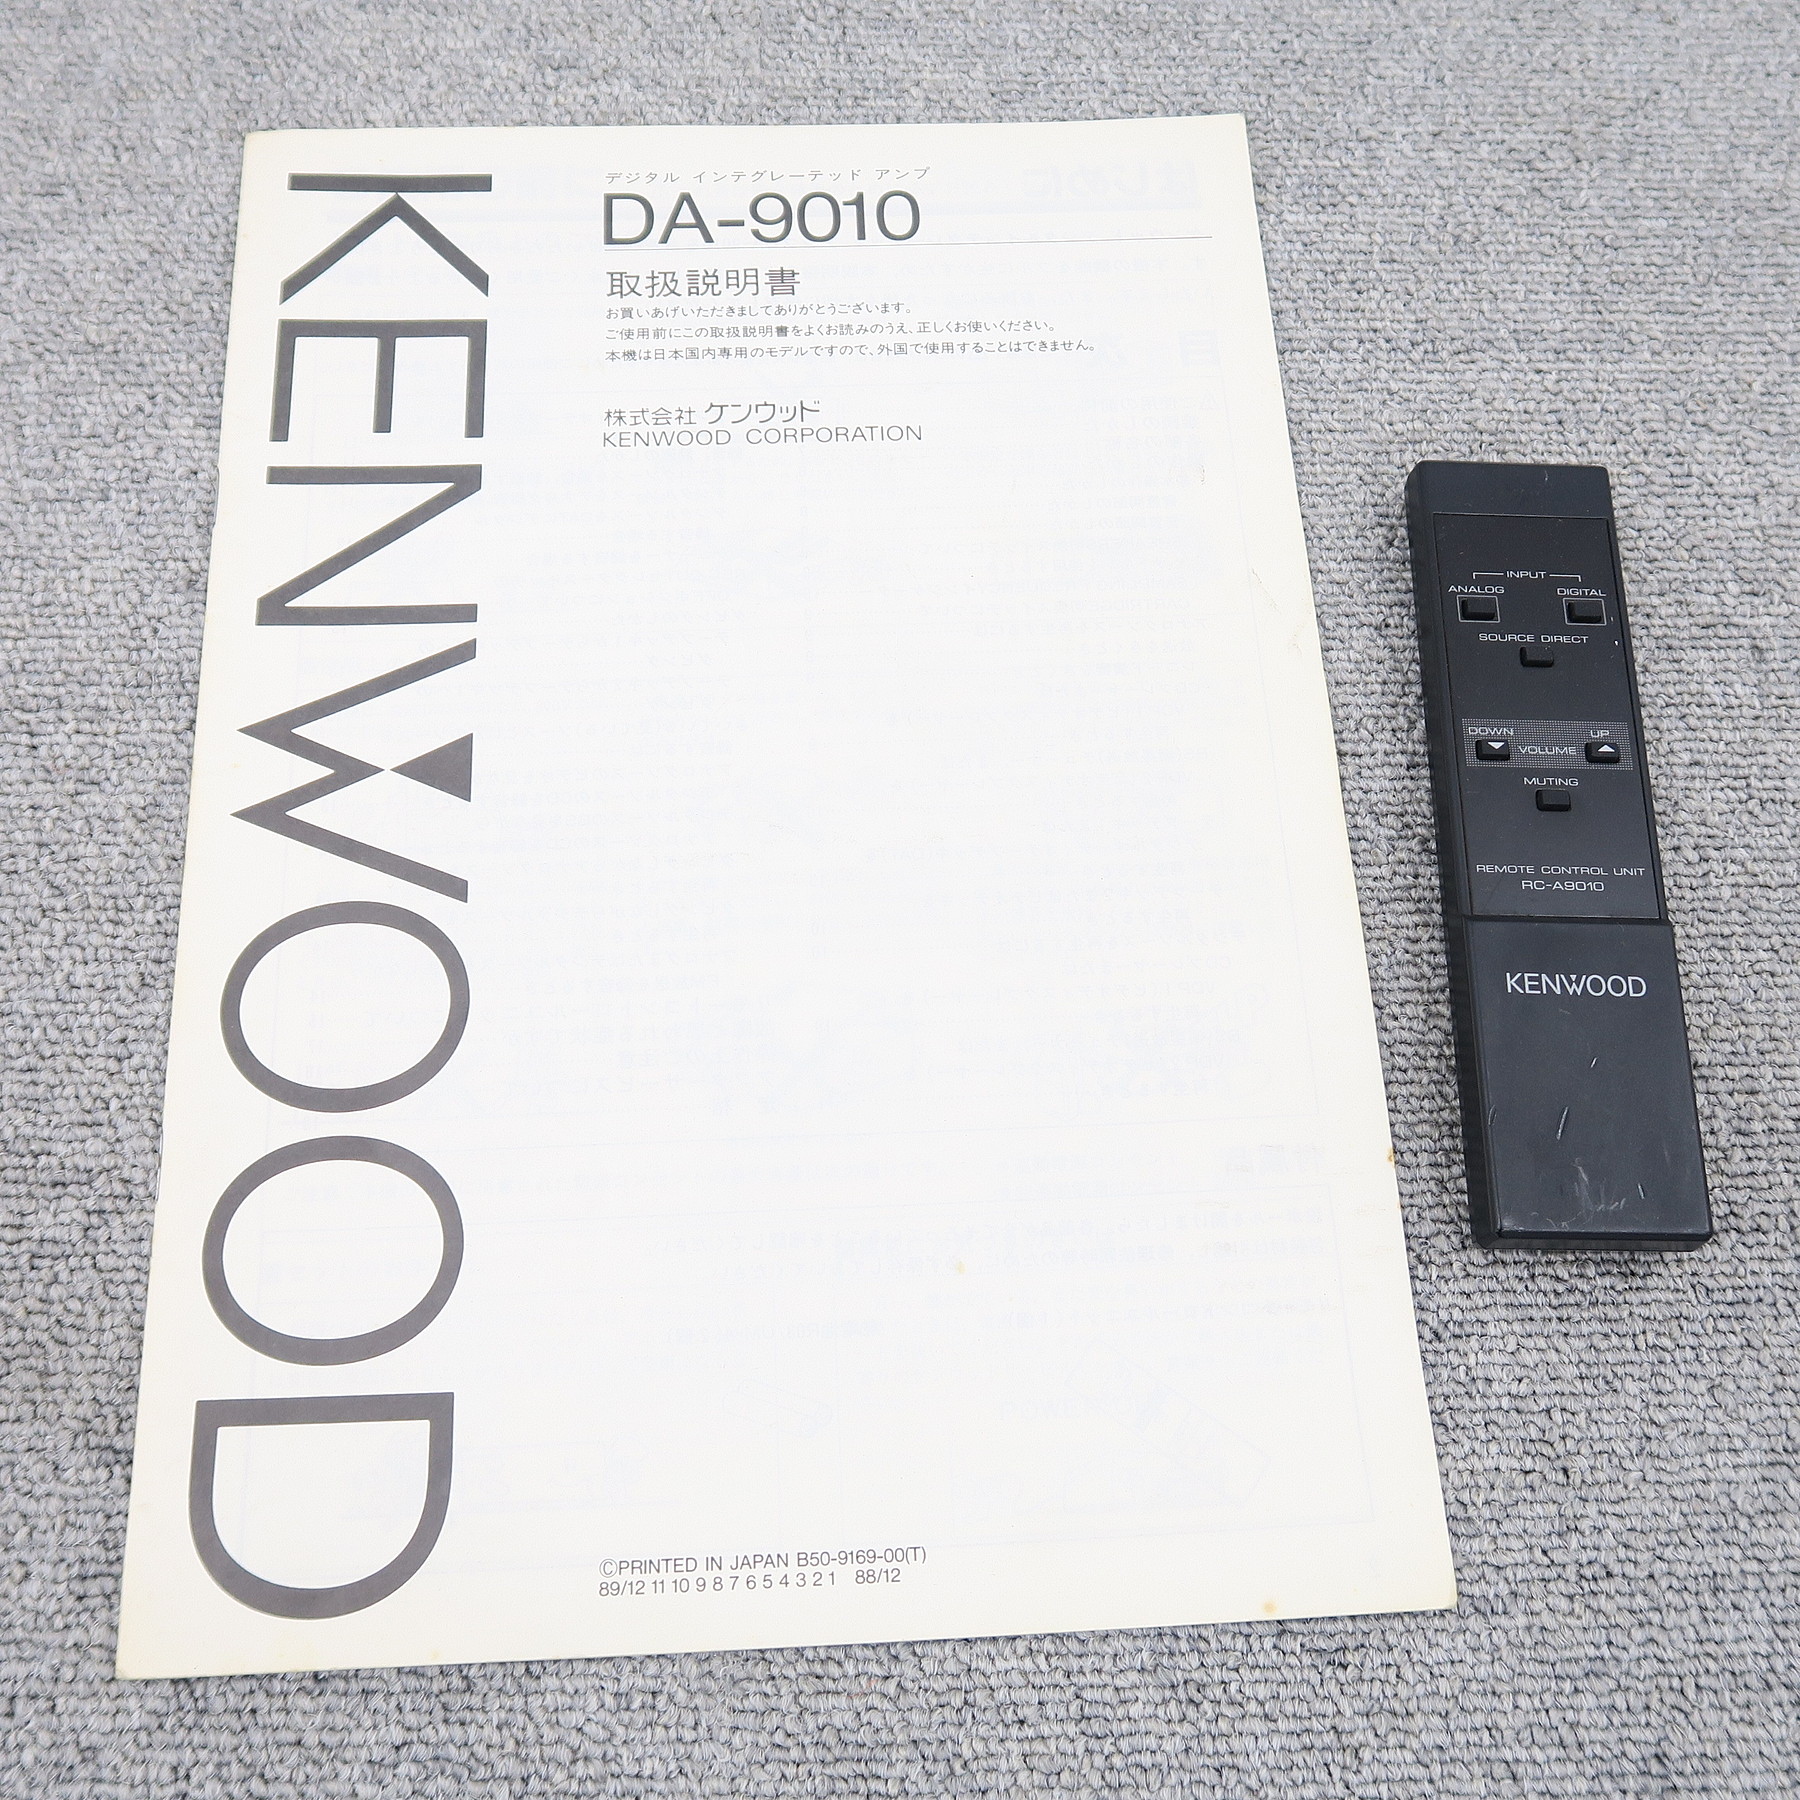 KENWOOD
デジタル インテグレーテッド アンプ
DA-9010
取扱説明書
お買いあげいただきましてありがとうございます。
ご使用前にこの取扱説明書をよくお読みのうえ、正しくお使いください。
本機は日本国内専用のモデルですので、外国で使用することはできません。
株式会社 ケンウッド
KENWOOD CORPORATION
©PRINTED IN JAPAN B50-9169-00(T)
89/12 11 10 9 8 7 6 5 4 3 2 1 88/12
INPUT
ANALOG DIGITAL
SOURCE DIRECT
DOWN VOLUME UP
MUTING
REMOTE CONTROL UNIT
RC-A9010
KENWOOD